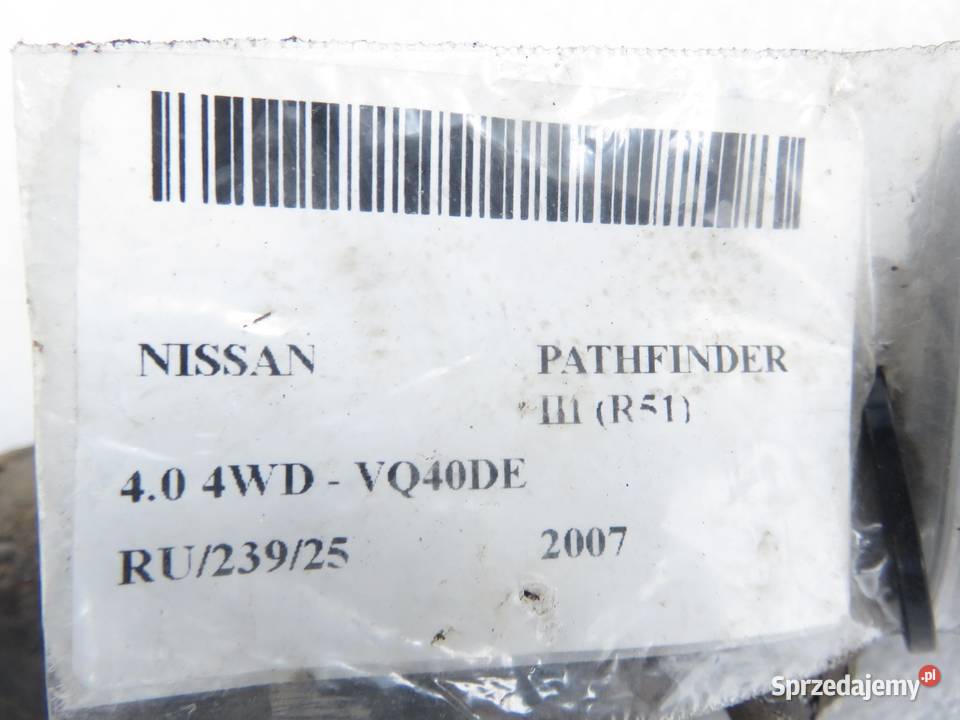 NISSAN PATHFINDER
III (R51)
4.0 4WD - VQ40DE
RU/239/25 2007
Sprzedajemy.pl